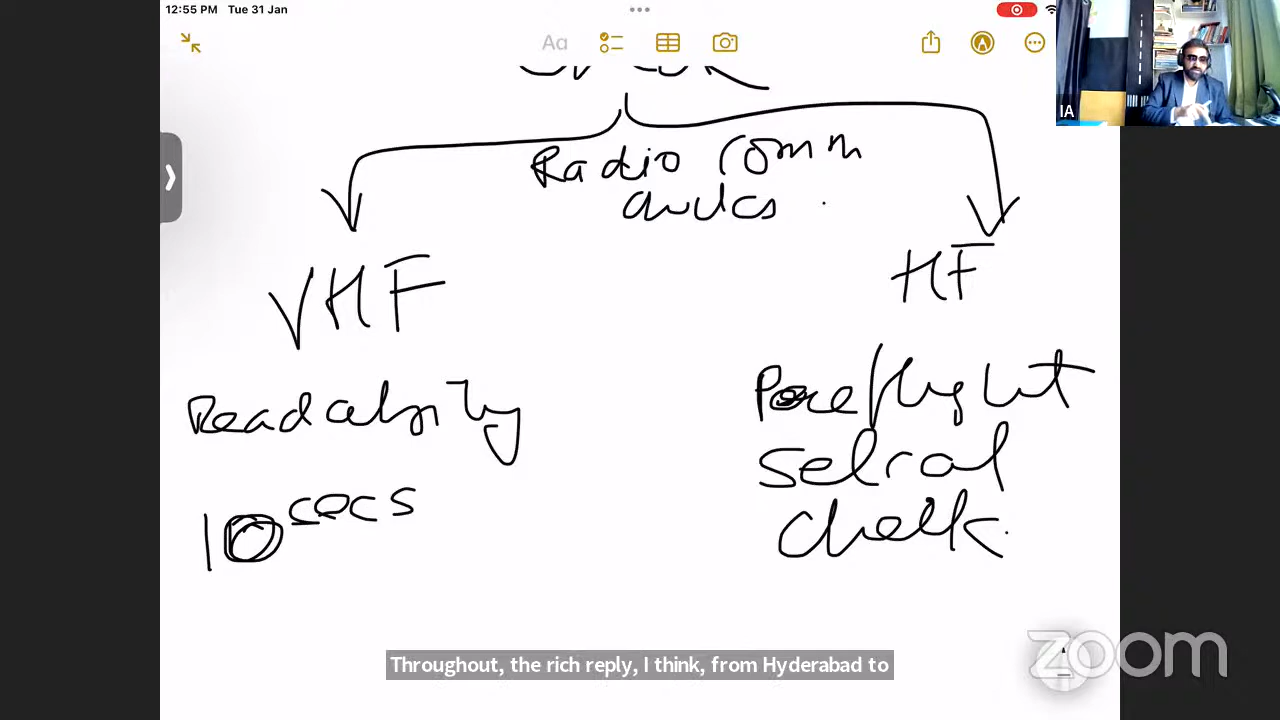 12:55 PM Tue 31 Jan
Aa
IA
Radio comm
checks
VHF
HF
Readability
Preflight
10 secs
selcal
check
Throughout, the rich reply, I think, from Hyderabad to
zoom